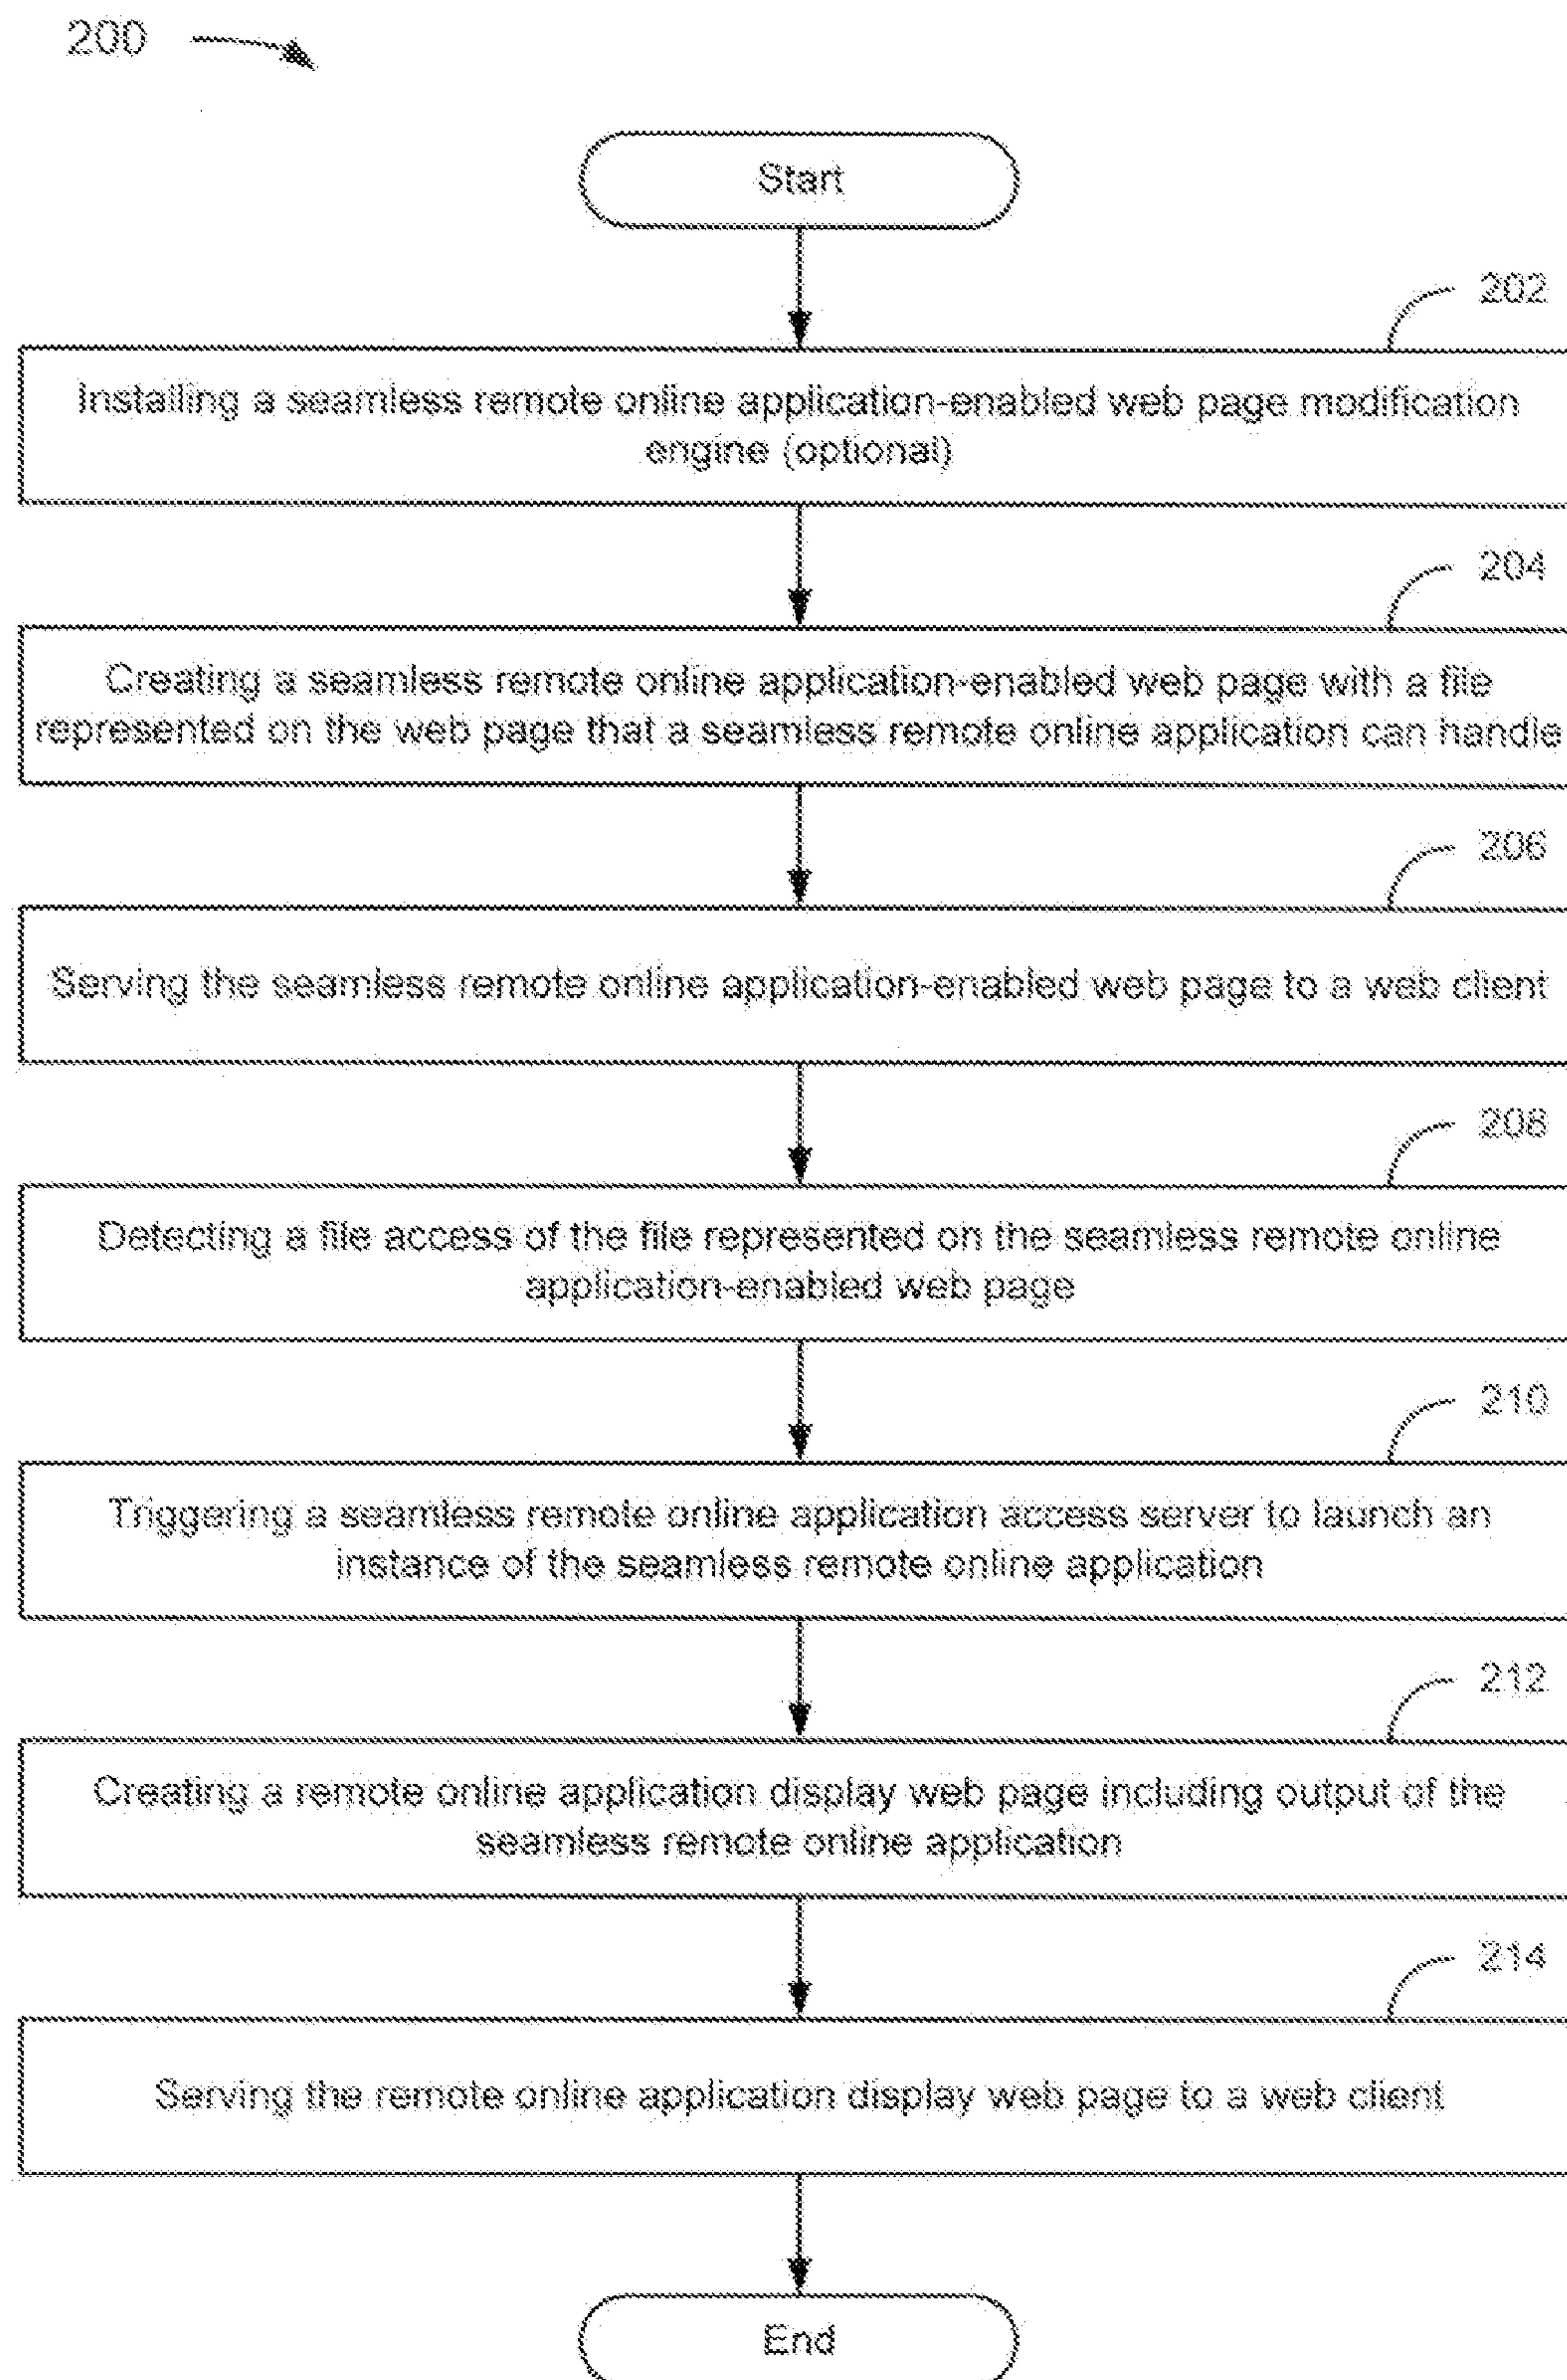 200
Start
202
Installing a seamless remote online application-enabled web page modification
engine (optional)
204
Creating a seamless remote online application-enabled web page with a file
represented on the web page that a seamless remote online application can handle
206
Serving the seamless remote online application-enabled web page to a web client
208
Detecting a file access of the file represented on the seamless remote online
application-enabled web page
210
Triggering a seamless remote online application access server to launch an
instance of the seamless remote online application
212
Creating a remote online application display web page including output of the
seamless remote online application
214
Serving the remote online application display web page to a web client
End